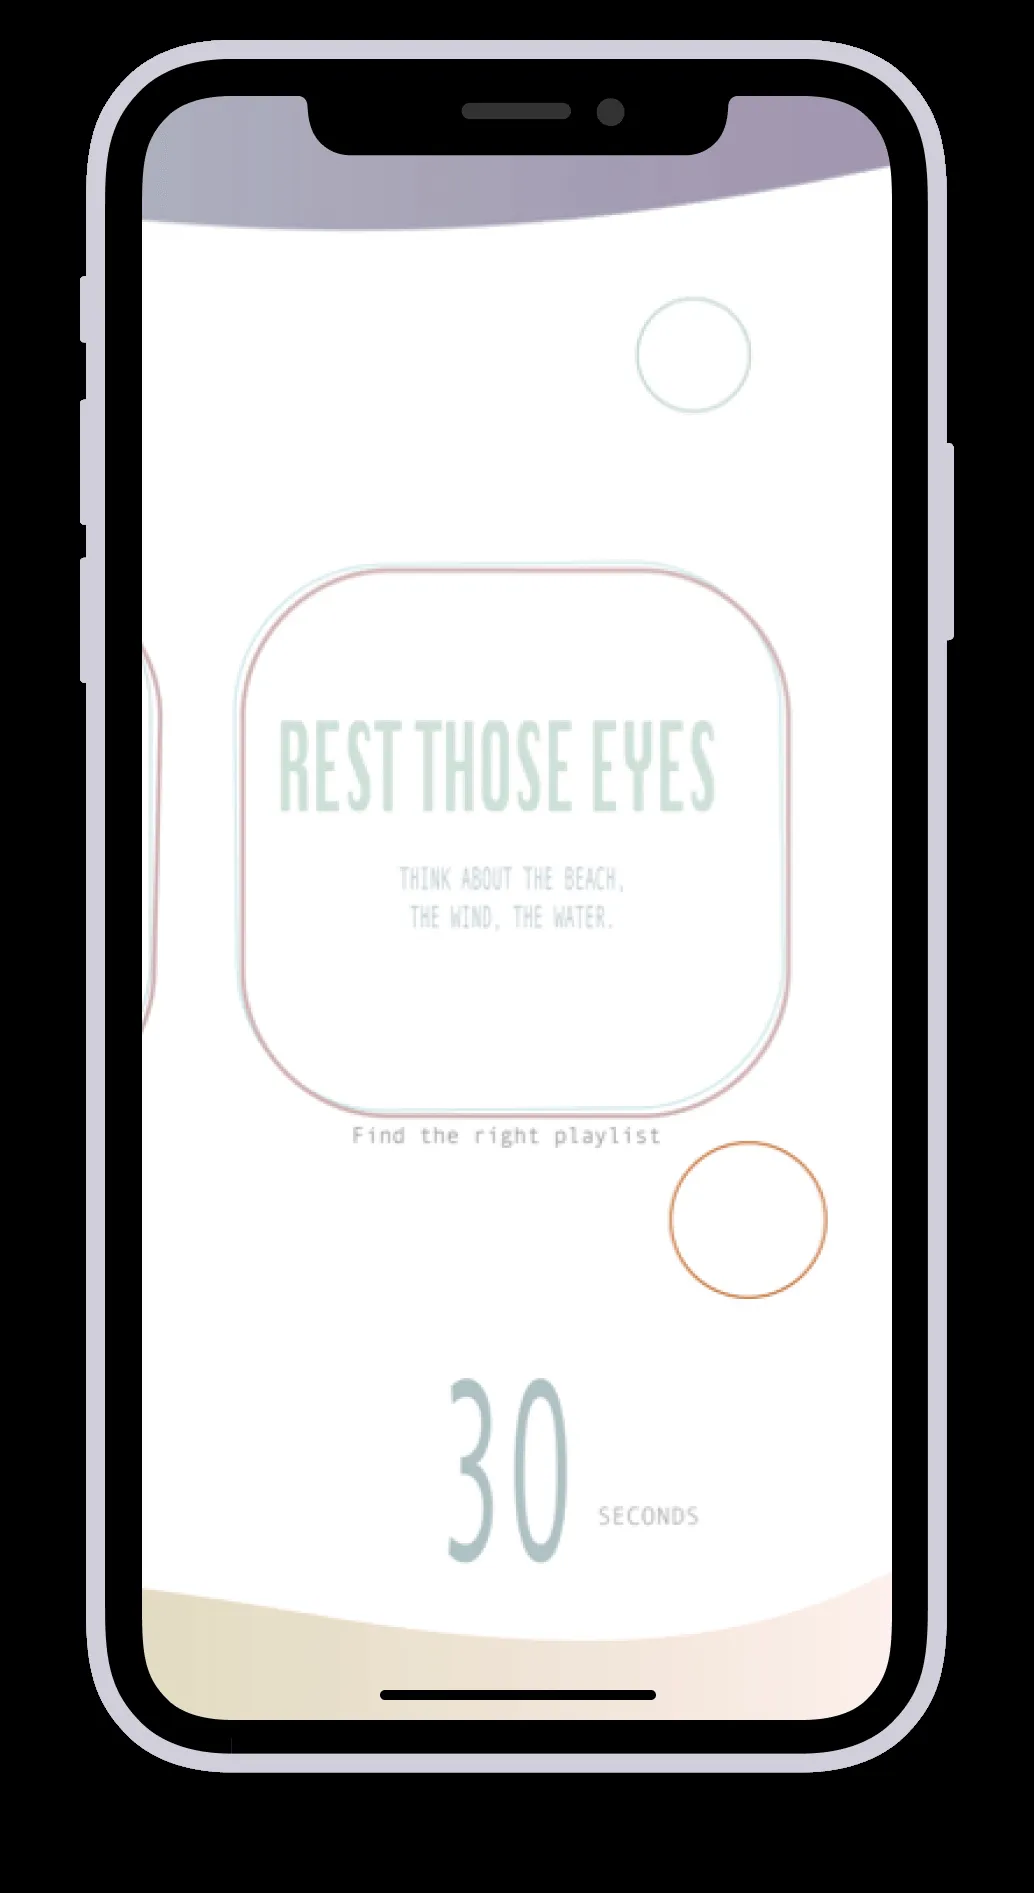 REST THOSE EYES
THINK ABOUT THE BEACH,
THE WIND, THE WATER.
Find the right playlist
30
SECONDS